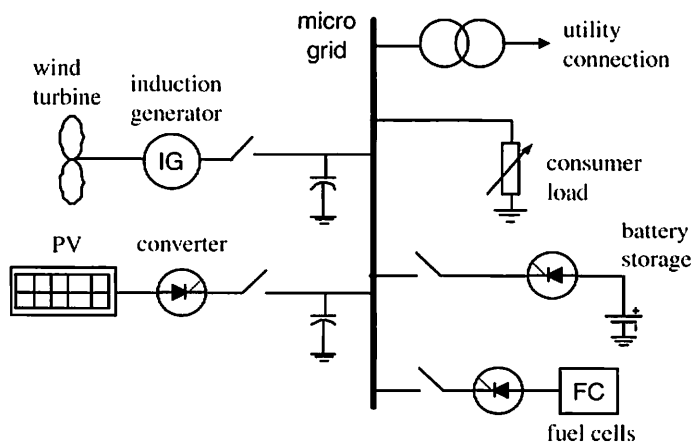 micro
grid
utility
connection
wind
turbine
induction
generator
IG
consumer
load
PV
converter
battery
storage
+
-
FC
fuel cells